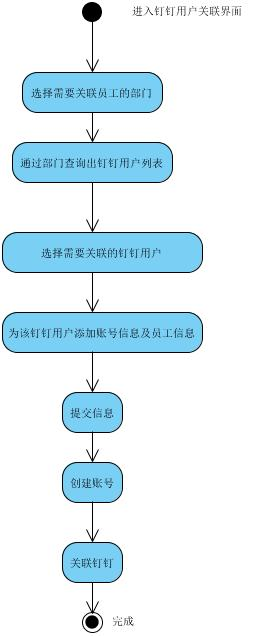 进入钉钉用户关联界面
选择需要关联员工的部门
通过部门查询出钉钉用户列表
选择需要关联的钉钉用户
为该钉钉用户添加账号信息及员工信息
提交信息
创建账号
关联钉钉
完成